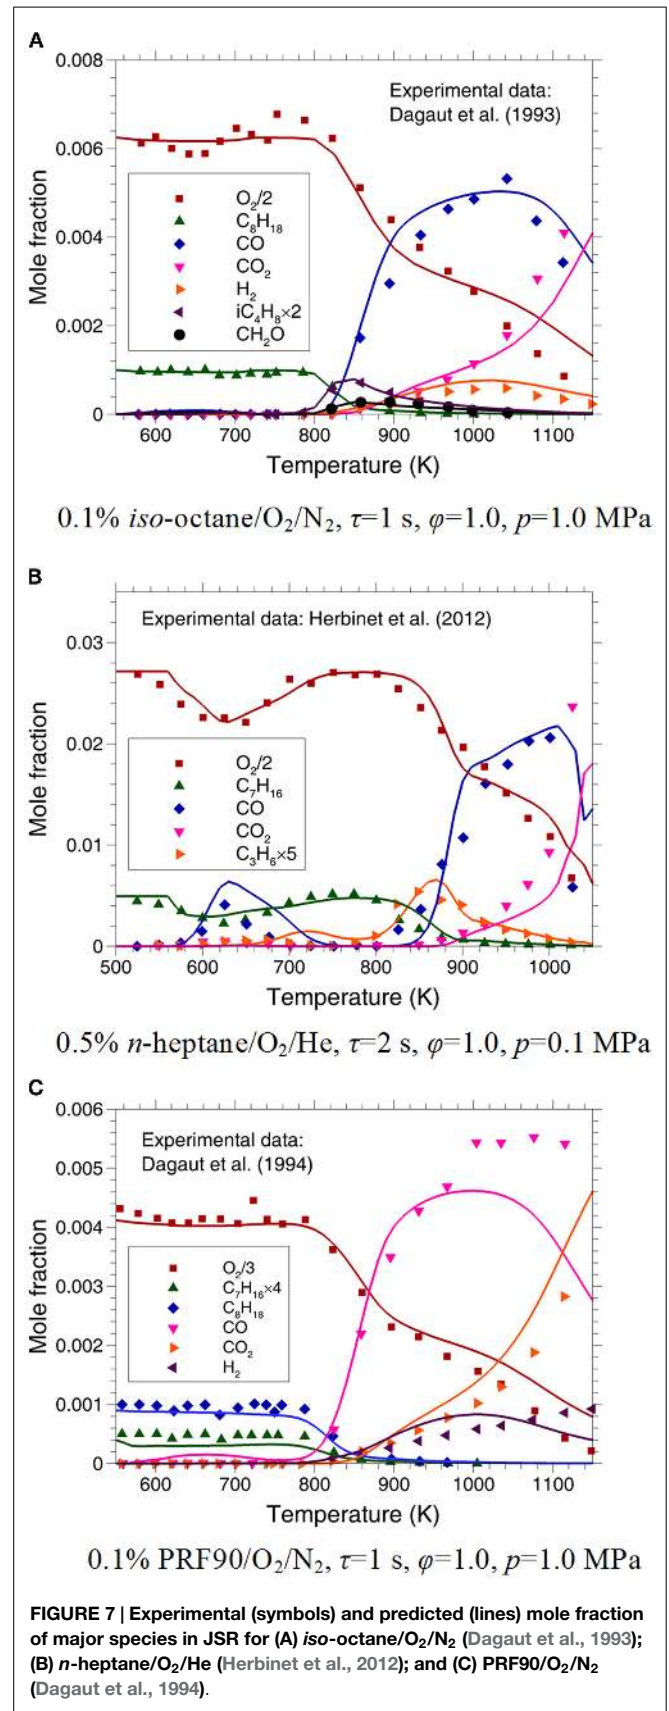 A
0.008
0.006
0.004
0.002
0
Mole fraction
Experimental data:
Dagaut et al. (1993)
O₂/2
C₈H₁₈
CO
CO₂
H₂
iC₄H₈×2
CH₂O
600 700 800 900 1000 1100
Temperature (K)
0.1% iso-octane/O₂/N₂, τ=1 s, φ=1.0, p=1.0 MPa
B
0.03
0.02
0.01
0
Mole fraction
Experimental data: Herbinet et al. (2012)
O₂/2
C₇H₁₆
CO
CO₂
C₃H₆×5
500 600 700 800 900 1000
Temperature (K)
0.5% n-heptane/O₂/He, τ=2 s, φ=1.0, p=0.1 MPa
C
0.006
0.005
0.004
0.003
0.002
0.001
0
Mole fraction
Experimental data:
Dagaut et al. (1994)
O₂/3
C₇H₁₆×4
C₈H₁₈
CO
CO₂
H₂
600 700 800 900 1000 1100
Temperature (K)
0.1% PRF90/O₂/N₂, τ=1 s, φ=1.0, p=1.0 MPa
FIGURE 7 | Experimental (symbols) and predicted (lines) mole fraction
of major species in JSR for (A) iso-octane/O₂/N₂ (Dagaut et al., 1993);
(B) n-heptane/O₂/He (Herbinet et al., 2012); and (C) PRF90/O₂/N₂
(Dagaut et al., 1994).